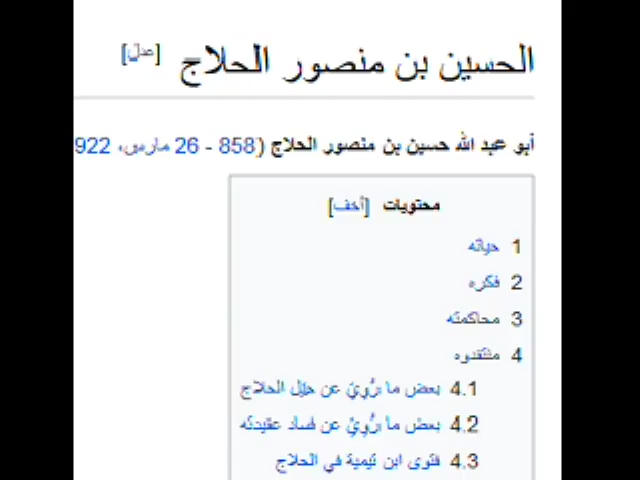 الحسين بن منصور الحلاج [عدل]
أبو عبد الله حسين بن منصور الحلاج (858 - 26 مارس، 922
محتويات [أخف]
1 حياته
2 فكره
3 محاكمته
4 منتقدوه
4.1 بعض ما رُوِيَ عن حيَل الحلاج
4.2 بعض ما رُوِيَ عن فساد عقيدته
4.3 فتوى ابن تيمية في الحلاج